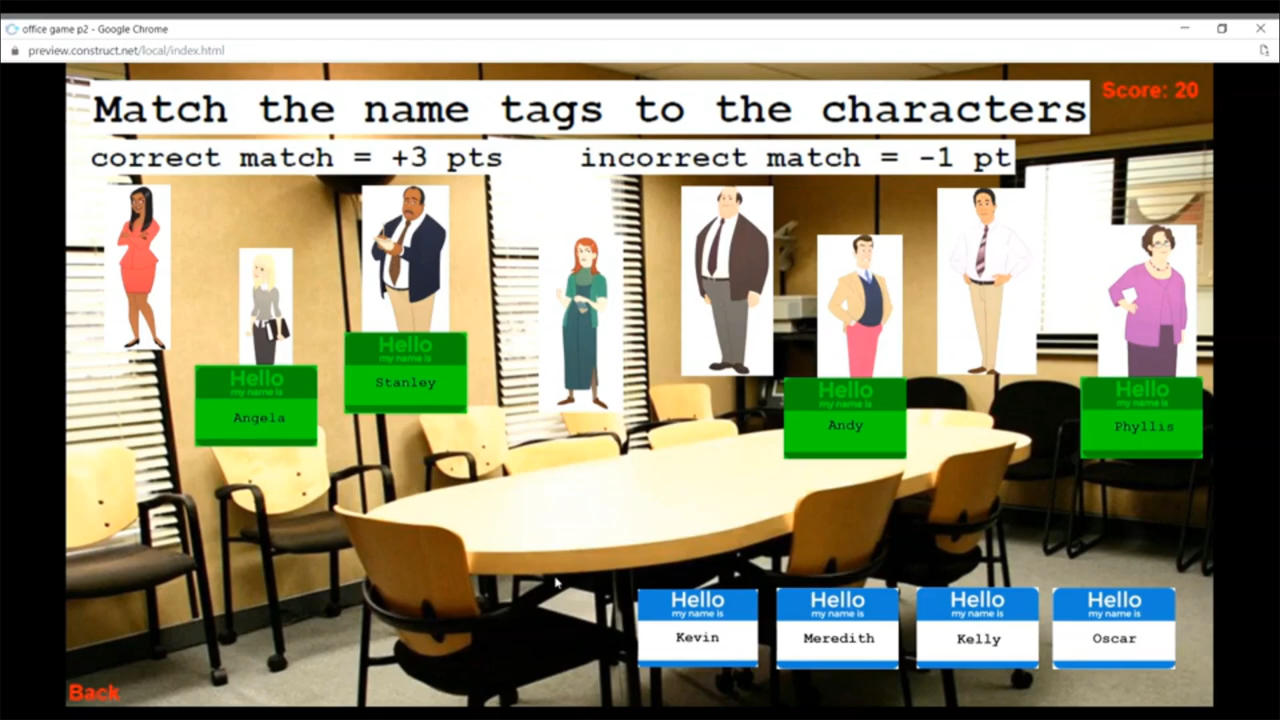 office game p2 - Google Chrome
preview.construct.net/local/index.html
Match the name tags to the characters
Score: 20
correct match = +3 pts
incorrect match = -1 pt
Hello
my name is
Stanley
Hello
my name is
Angela
Hello
my name is
Andy
Hello
my name is
Phyllis
Hello
my name is
Kevin
Hello
my name is
Meredith
Hello
my name is
Kelly
Hello
my name is
Oscar
Back